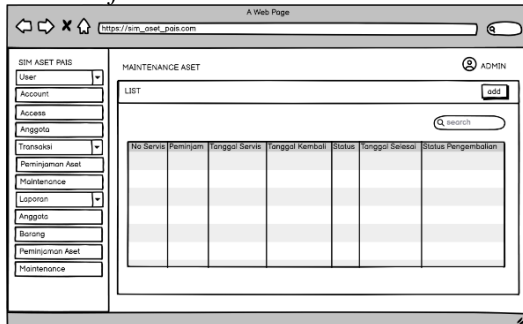 A Web Page
https://sim_aset_pais.com
SIM ASET PAIS
User
Account
Access
Anggota
Transaksi
Peminjaman Aset
Maintenance
Laporan
Anggota
Barang
Peminjaman Aset
Maintenance
MAINTENANCE ASET
ADMIN
LIST
add
search
No Servis Peminjam Tanggal Servis Tanggal Kembali Status Tanggal Selesai Status Pengembalian